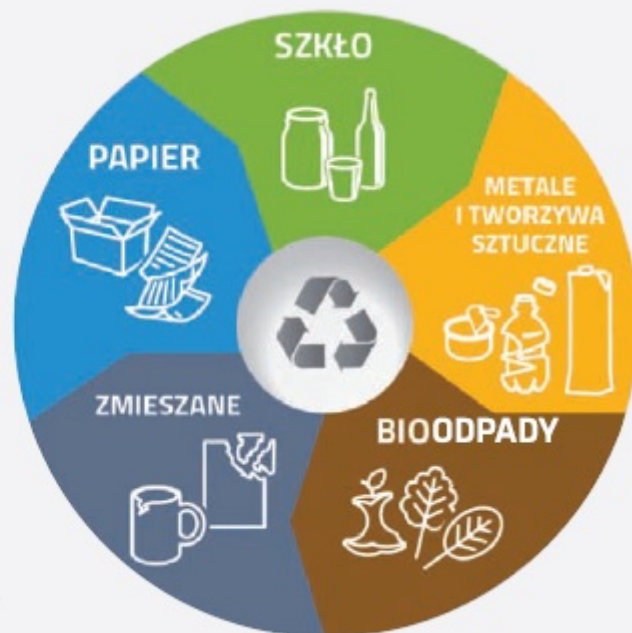 SZKŁO
PAPIER
METALE
I TWORZYWA
SZTUCZNE
ZMIESZANE
BIOODPADY